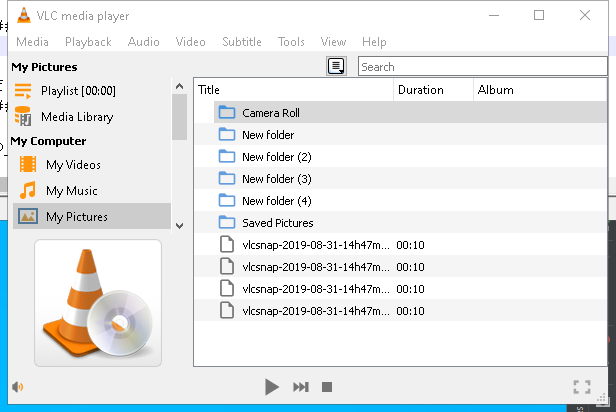 VLC media player
Media Playback Audio Video Subtitle Tools View Help
My Pictures
Search
Playlist [00:00]
Media Library
My Computer
My Videos
My Music
My Pictures
Title Duration Album
Camera Roll
New folder
New folder (2)
New folder (3)
New folder (4)
Saved Pictures
vlcsnap-2019-08-31-14h47m... 00:10
vlcsnap-2019-08-31-14h47m... 00:10
vlcsnap-2019-08-31-14h47m... 00:10
vlcsnap-2019-08-31-14h47m... 00:10